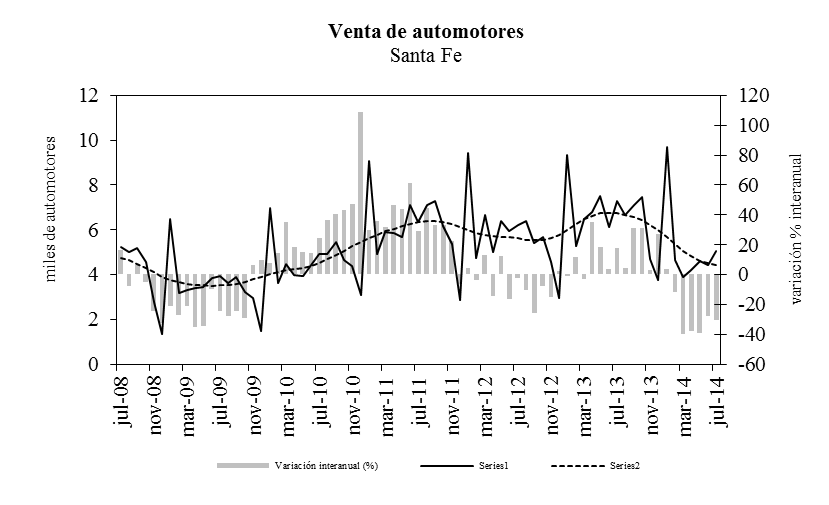 Venta de automotores
Santa Fe
miles de automotores
12
10
8
6
4
2
0
120
100
80
60
40
20
0
-20
-40
-60
variación % interanual
jul-08
nov-08
mar-09
jul-09
nov-09
mar-10
jul-10
nov-10
mar-11
jul-11
nov-11
mar-12
jul-12
nov-12
mar-13
jul-13
nov-13
mar-14
jul-14
Variación interanual (%) Series1 Series2